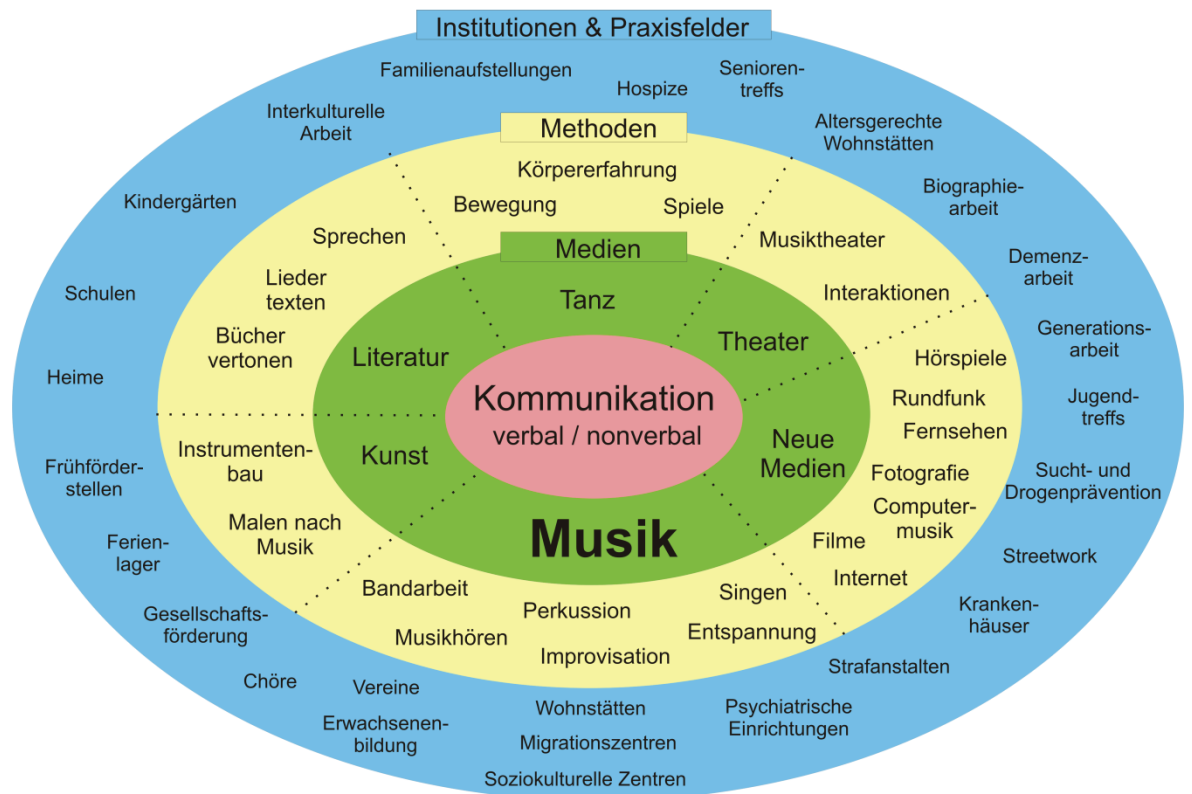 Institutionen & Praxisfelder
Familienaufstellungen
Hospize
Senioren-
treffs
Interkulturelle
Arbeit
Altersgerechte
Wohnstätten
Kindergärten
Biographie-
arbeit
Schulen
Demenz-
arbeit
Heime
Generations-
arbeit
Jugend-
treffs
Frühförder-
stellen
Sucht- und
Drogenprävention
Ferien-
lager
Streetwork
Gesellschafts-
förderung
Kranken-
häuser
Chöre
Vereine
Strafanstalten
Erwachsenen-
bildung
Wohnstätten
Psychiatrische
Einrichtungen
Migrationszentren
Soziokulturelle Zentren
Methoden
Körpererfahrung
Bewegung
Spiele
Sprechen
Lieder
texten
Bücher
vertonen
Musiktheater
Interaktionen
Hörspiele
Rundfunk
Fernsehen
Fotografie
Computer-
musik
Filme
Internet
Instrumenten-
bau
Malen nach
Musik
Bandarbeit
Perkussion
Singen
Musikhören
Improvisation
Entspannung
Medien
Tanz
Literatur
Theater
Kunst
Neue
Medien
Musik
Kommunikation
verbal / nonverbal